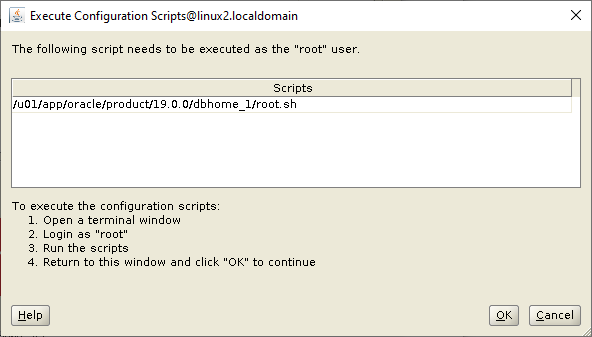 Execute Configuration Scripts@linux2.localdomain
The following script needs to be executed as the "root" user.
Scripts
/u01/app/oracle/product/19.0.0/dbhome_1/root.sh
To execute the configuration scripts:
1. Open a terminal window
2. Login as "root"
3. Run the scripts
4. Return to this window and click "OK" to continue
Help
OK
Cancel